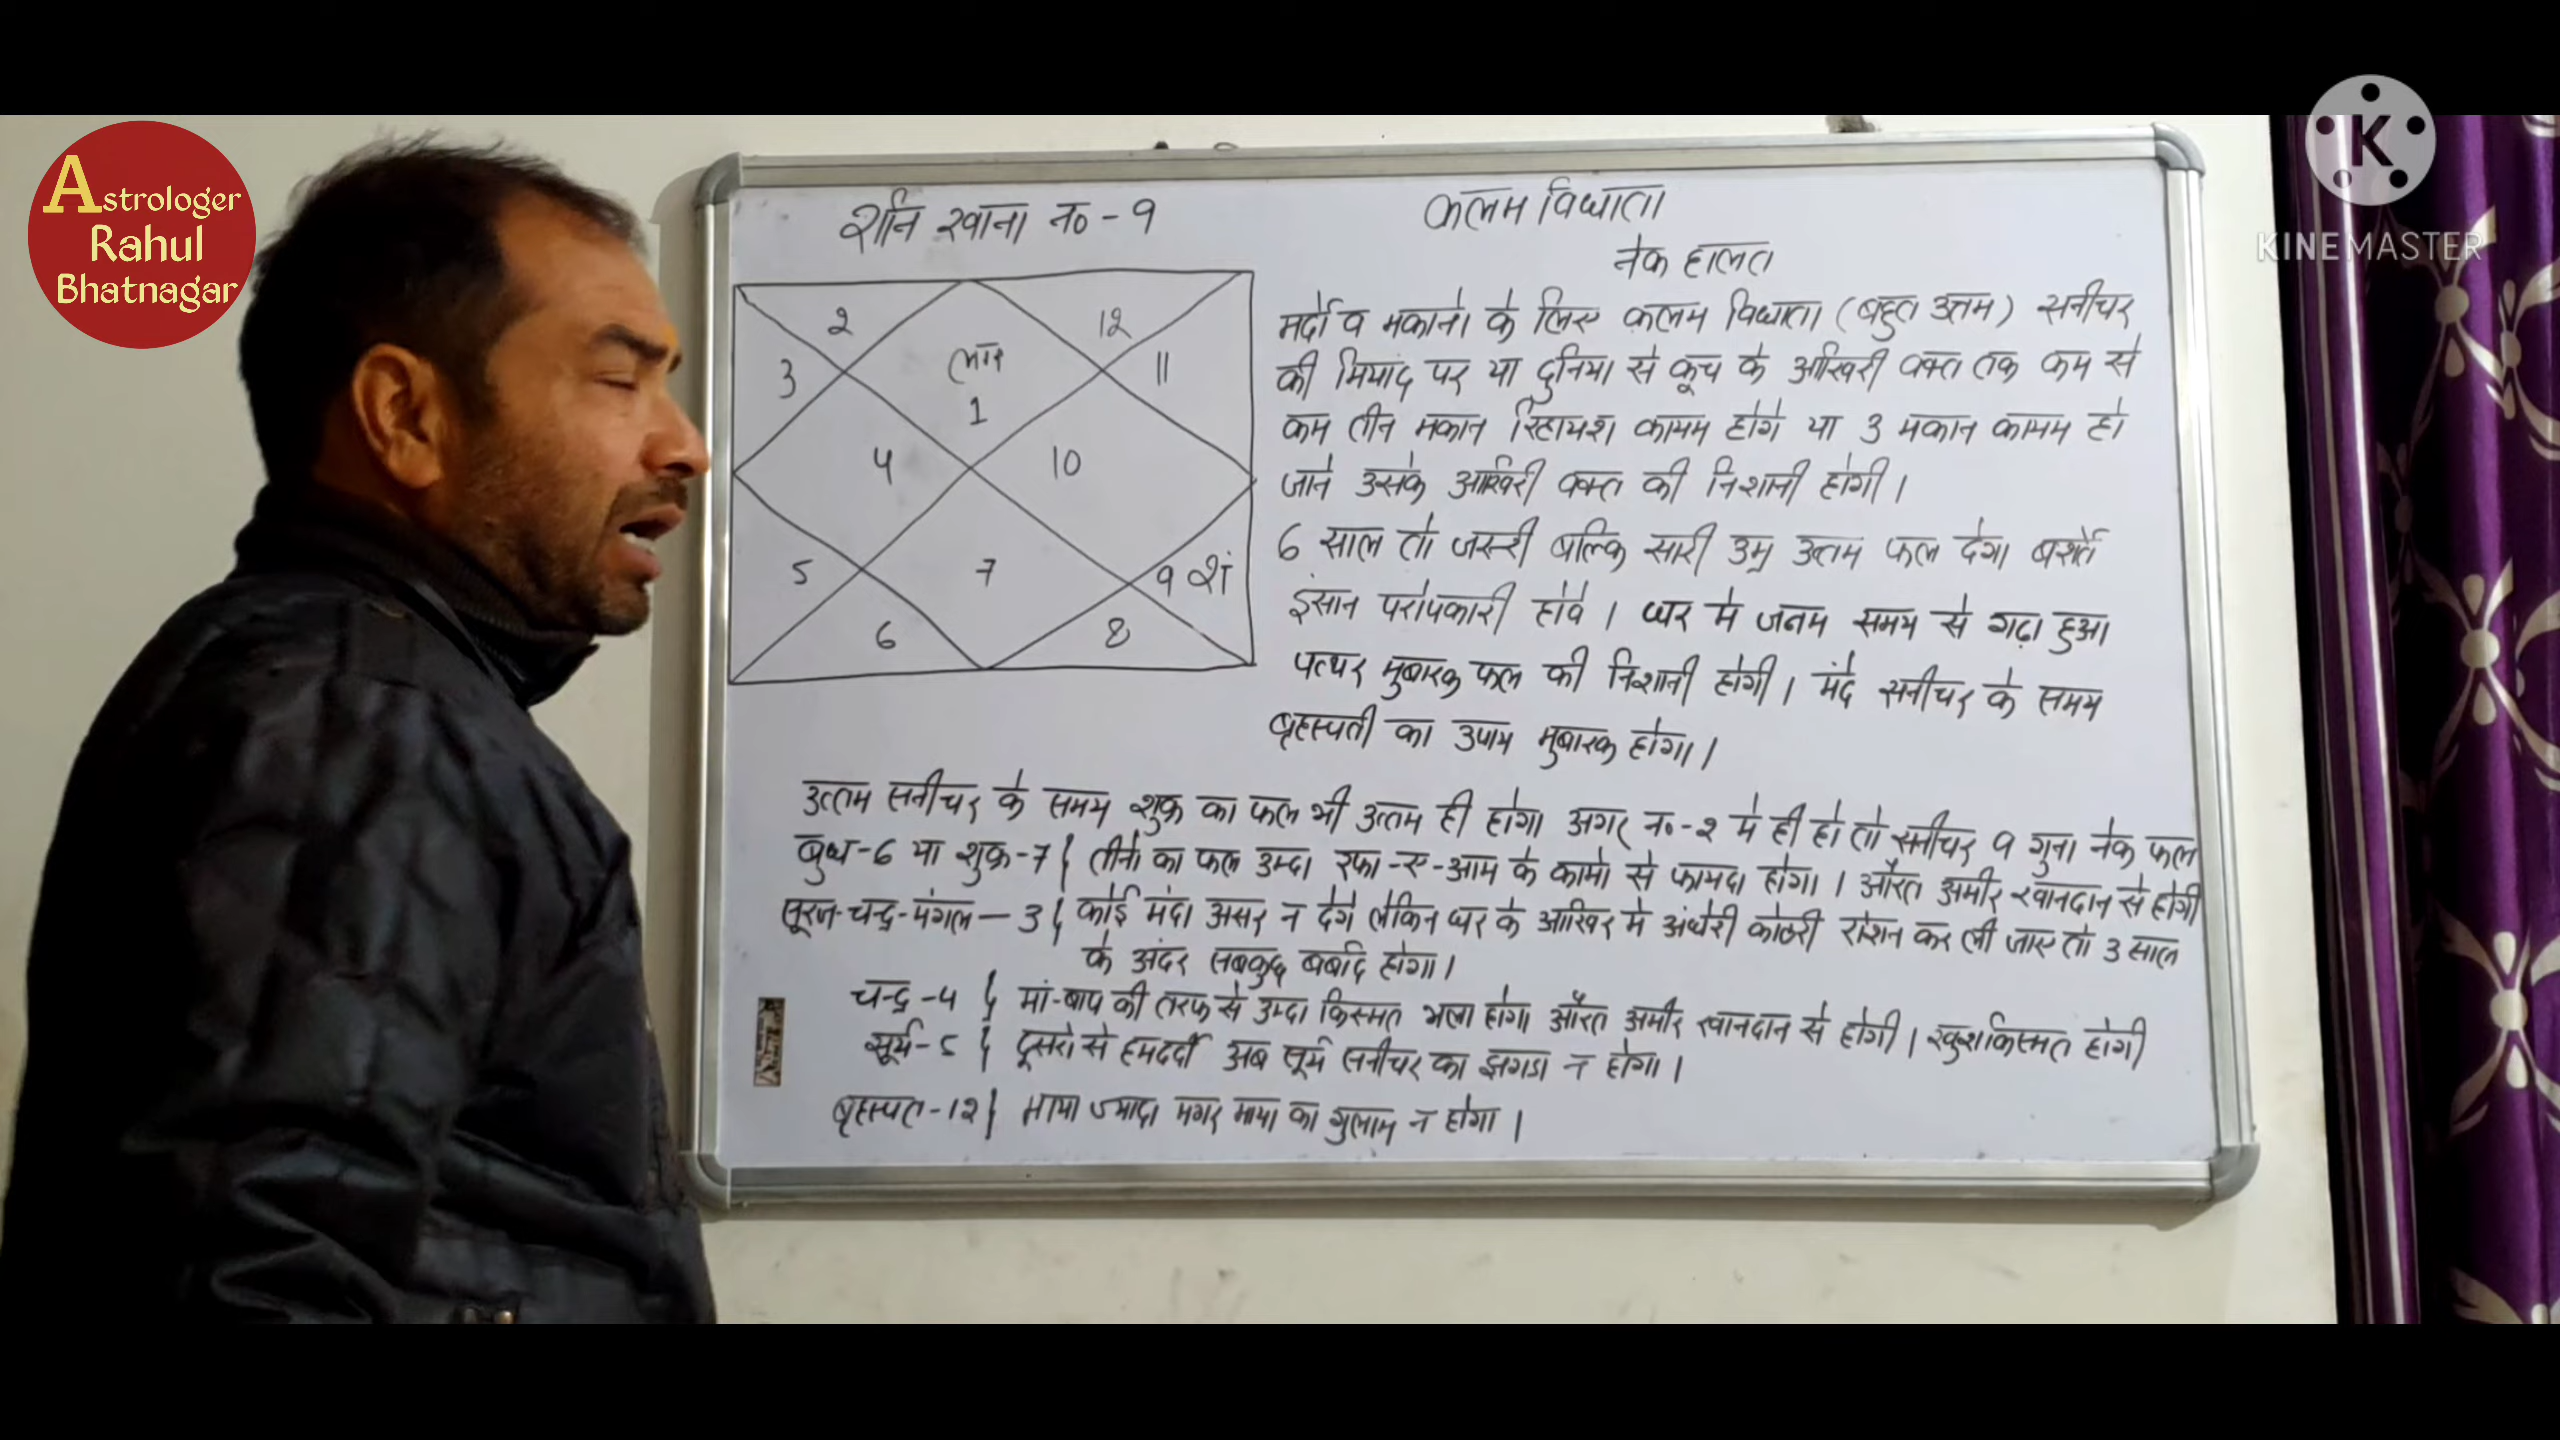 Astrologer
Rahul
Bhatnagar
K
KINEMASTER
शनि खाना नं० - ९
कलम विधाता
नेक हालत
२
12
3
लग्न
1
11
4
10
5
7
९ श
6
8
मर्दो व मकानो के लिए कलम विधाता (बहुत उत्तम) सनीचर
की मियांद पर या दुनिया से कूच के आखिरी वक्त तक कम से
कम तीन मकान रिहायश कायम होगे या 3 मकान कायम हो
जाने उसके आखिरी वक्त की निशानी होगी।
6 साल तो जरूरी बल्कि सारी उम्र उत्तम फल देगा बशर्ते
इंसान परोपकारी होवे। घर मे जनम समय से गढ़ा हुआ
पत्थर मुबारक फल की निशानी होगी। मंदे सनीचर के समय
बृहस्पती का उपाय मुबारक होगा।
उत्तम सनीचर के समय शुक्र का फल भी उत्तम ही होगा अगर नं०-२ मे ही हो तो सनीचर ९ गुना नेक फल
बुध-6 या शुक्र-7 | तीनो का फल उम्दा रफा-ए-आम के कामो से फायदा होगा। औरत अमीर खानदान से होगी
सूरज-चन्द्र-मंगल — 3 | कोई मंदा असर न देगे लेकिन घर के आखिर मे अंधेरी कोठरी रोशन कर ली जाए तो 3 साल
के अंदर सबकुछ बर्बाद होगा।
चन्द्र-4 | मां-बाप की तरफ से उम्दा किस्मत भला होगा औरत अमीर खानदान से होगी। खुशकिस्मत होगी
सूर्य-5 | दूसरो से हमदर्दी अब सूर्य सनीचर का झगडा न होगा।
बृहस्पत-1२ | माया ज्यादा मगर माया का गुलाम न होगा।